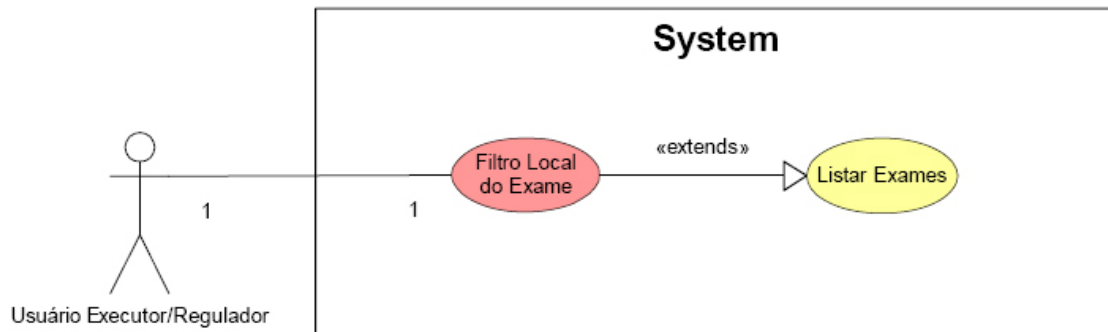 System
Filtro Local
do Exame
«extends»
Listar Exames
1
1
Usuário Executor/Regulador